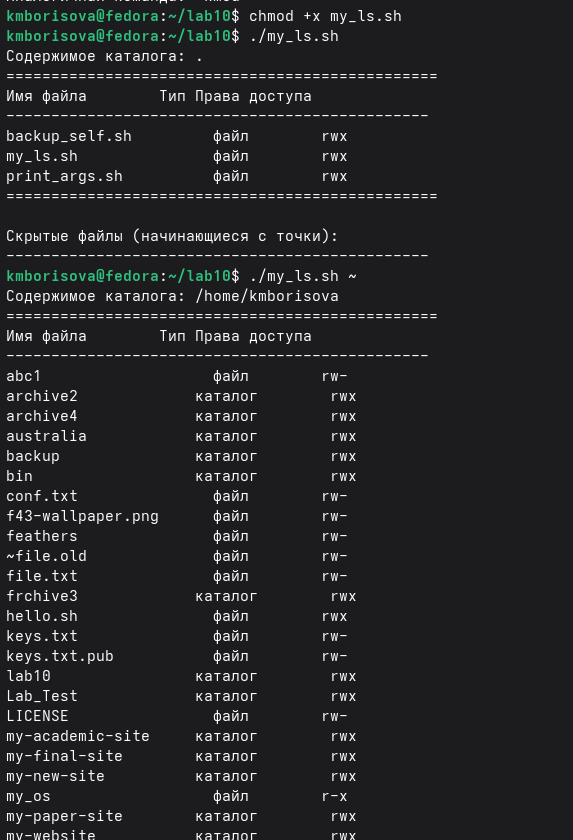 kmborisova@fedora:~/lab10$ chmod +x my_ls.sh
kmborisova@fedora:~/lab10$ ./my_ls.sh
Содержимое каталога: .
================================================
Имя файла        Тип Права доступа
-----------------------------------------------
backup_self.sh         файл        rwx
my_ls.sh               файл        rwx
print_args.sh          файл        rwx
================================================
Скрытые файлы (начинающиеся с точки):
-----------------------------------------------
kmborisova@fedora:~/lab10$ ./my_ls.sh ~
Содержимое каталога: /home/kmborisova
================================================
Имя файла        Тип Права доступа
-----------------------------------------------
abc1                   файл        rw-
archive2             каталог        rwx
archive4             каталог        rwx
australia            каталог        rwx
backup               каталог        rwx
bin                  каталог        rwx
conf.txt               файл        rw-
f43-wallpaper.png      файл        rw-
feathers               файл        rw-
~file.old              файл        rw-
file.txt               файл        rw-
frchive3             каталог        rwx
hello.sh               файл        rwx
keys.txt               файл        rw-
keys.txt.pub           файл        rw-
lab10                каталог        rwx
Lab_Test             каталог        rwx
LICENSE                файл        rw-
my-academic-site     каталог        rwx
my-final-site        каталог        rwx
my-new-site          каталог        rwx
my_os                  файл        r-x
my-paper-site        каталог        rwx
my-website           каталог        rwx